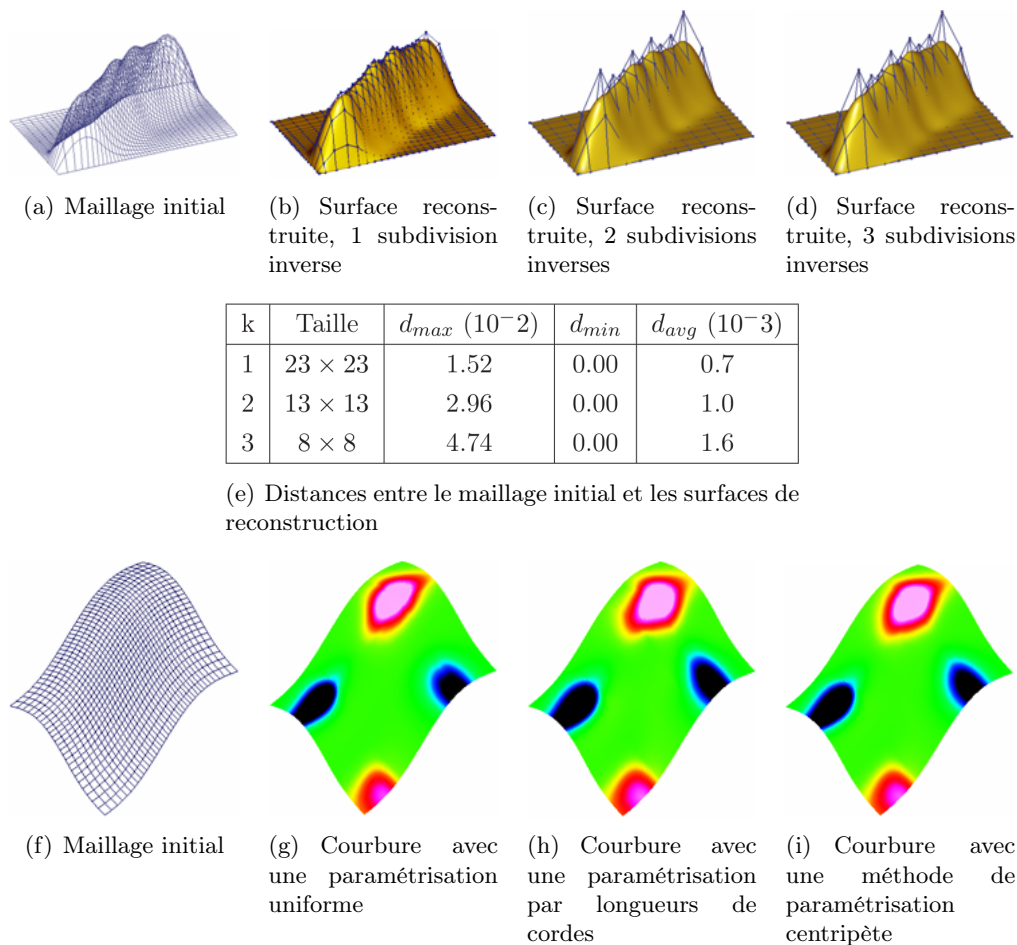 (a) Maillage initial
(b) Surface recons-
truite, 1 subdivision
inverse
(c) Surface recons-
truite, 2 subdivisions
inverses
(d) Surface recons-
truite, 3 subdivisions
inverses
k Taille d_max (10^-2) d_min d_avg (10^-3)
1 23 × 23 1.52 0.00 0.7
2 13 × 13 2.96 0.00 1.0
3 8 × 8 4.74 0.00 1.6
(e) Distances entre le maillage initial et les surfaces de
reconstruction
(f) Maillage initial
(g) Courbure avec
une paramétrisation
uniforme
(h) Courbure avec
une paramétrisation
par longueurs de
cordes
(i) Courbure avec
une méthode de
paramétrisation
centripète